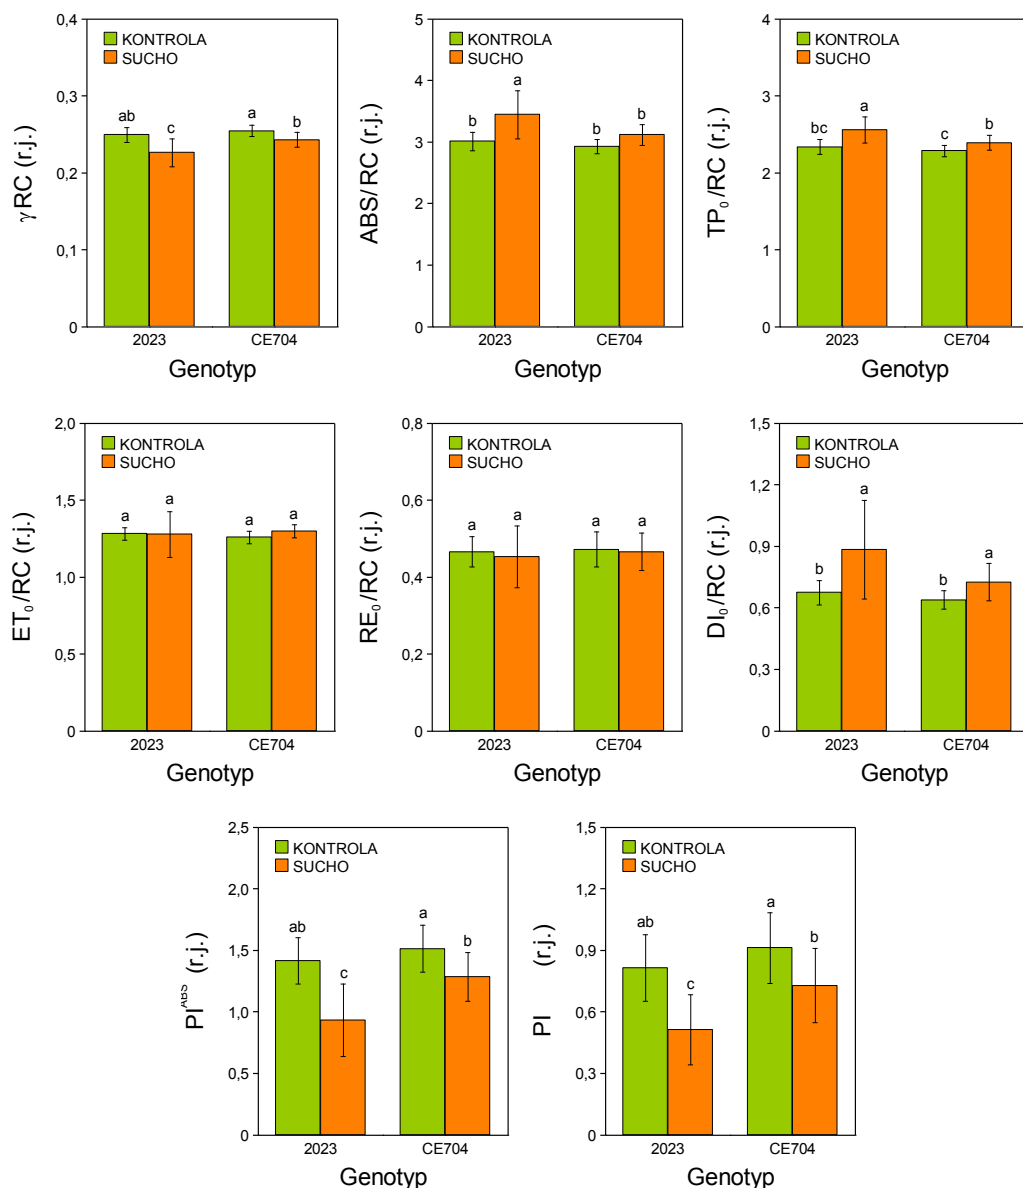 0,4
0,3
0,2
0,1
0
γRC (r.j.)
KONTROLA
SUCHO
ab
c
a
b
2023
CE704
Genotyp
5
4
3
2
1
0
ABS/RC (r.j.)
KONTROLA
SUCHO
b
a
b
b
2023
CE704
Genotyp
4
3
2
1
0
TP₀/RC (r.j.)
KONTROLA
SUCHO
bc
a
c
b
2023
CE704
Genotyp
2,0
1,5
1,0
0,5
0
ET₀/RC (r.j.)
KONTROLA
SUCHO
a
a
a
a
2023
CE704
Genotyp
0,8
0,6
0,4
0,2
0
RE₀/RC (r.j.)
KONTROLA
SUCHO
a
a
a
a
2023
CE704
Genotyp
1,5
1,2
0,9
0,6
0,3
0
DI₀/RC (r.j.)
KONTROLA
SUCHO
b
a
b
a
2023
CE704
Genotyp
2,5
2,0
1,5
1,0
0,5
0
PI ABS (r.j.)
KONTROLA
SUCHO
ab
c
a
b
2023
CE704
Genotyp
1,5
1,2
0,9
0,6
0,3
0
PI (r.j.)
KONTROLA
SUCHO
ab
c
a
b
2023
CE704
Genotyp